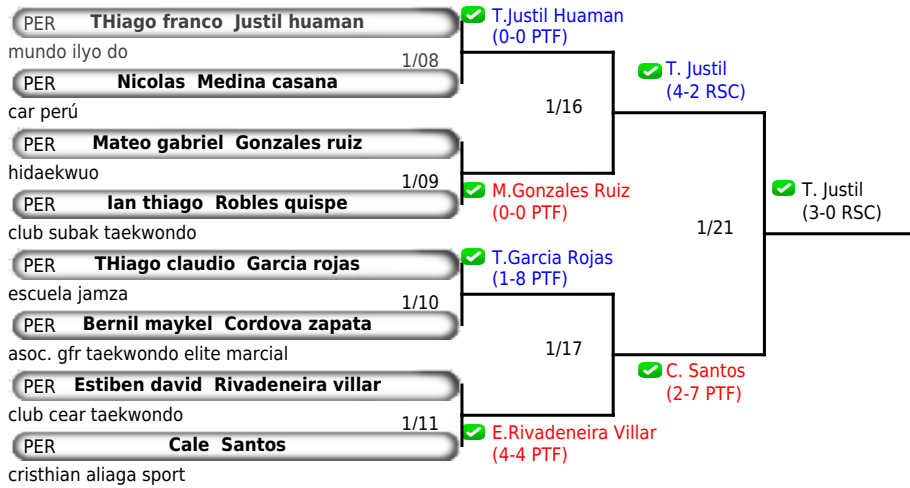 PER THiago franco Justil huaman
mundo ilyo do
1/08
PER Nicolas Medina casana
car perú
PER Mateo gabriel Gonzales ruiz
hidaekwuo
1/09
PER Ian thiago Robles quispe
club subak taekwondo
PER THiago claudio Garcia rojas
escuela jamza
1/10
PER Bernil maykel Cordova zapata
asoc. gfr taekwondo elite marcial
PER Estiben david Rivadeneira villar
club cear taekwondo
1/11
PER Cale Santos
cristhian aliaga sport
T.Justil Huaman
(0-0 PTF)
1/16
M.Gonzales Ruiz
(0-0 PTF)
T.Garcia Rojas
(1-8 PTF)
1/17
E.Rivadeneira Villar
(4-4 PTF)
T. Justil
(4-2 RSC)
1/21
C. Santos
(2-7 PTF)
T. Justil
(3-0 RSC)